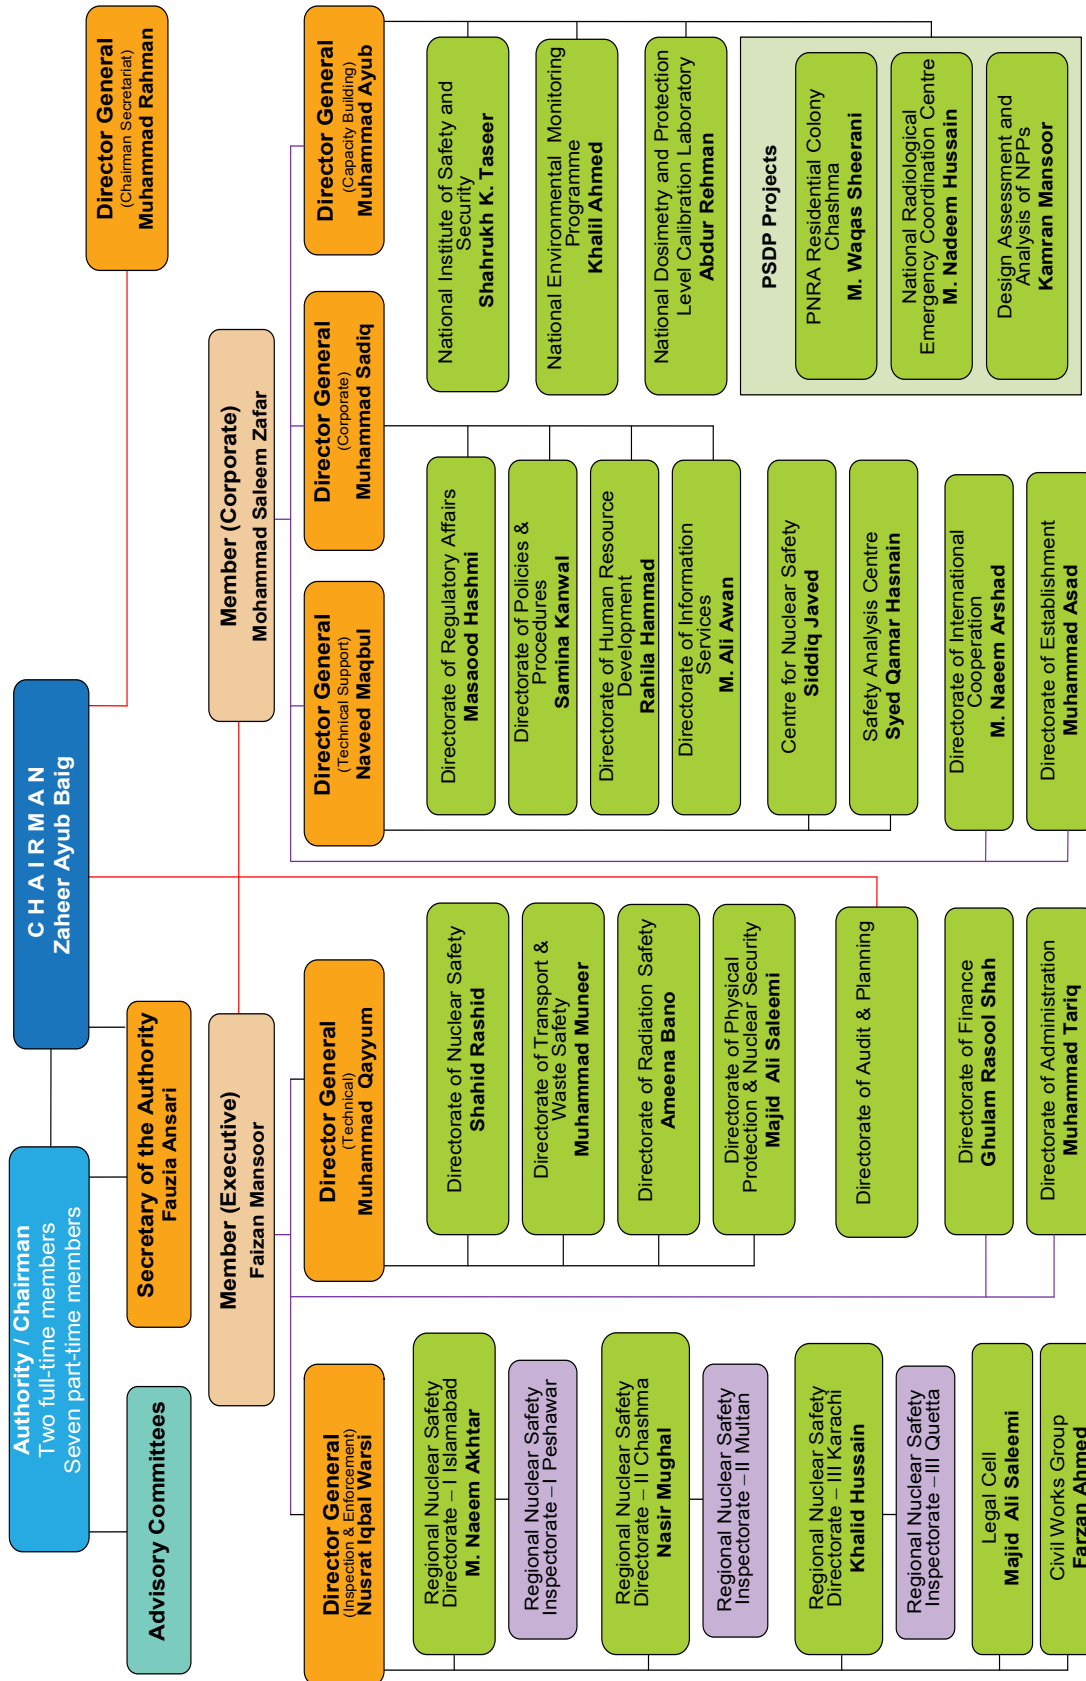 Authority / Chairman
Two full-time members
Seven part-time members
C H A I R M A N
Zaheer Ayub Baig
Director General
(Chairman Secretariat)
Muhammad Rahman
Advisory Committees
Secretary of the Authority
Fauzia Ansari
Member (Executive)
Faizan Mansoor
Member (Corporate)
Mohammad Saleem Zafar
Director General
(Inspection & Enforcement)
Nusrat Iqbal Warsi
Director General
(Technical)
Muhammad Qayyum
Director General
(Technical Support)
Naveed Maqbul
Director General
(Corporate)
Muhammad Sadiq
Director General
(Capacity Building)
Muhammad Ayub
Regional Nuclear Safety
Directorate – I Islamabad
M. Naeem Akhtar
Regional Nuclear Safety
Inspectorate –I Peshawar
Regional Nuclear Safety
Directorate – II Chashma
Nasir Mughal
Regional Nuclear Safety
Inspectorate –II Multan
Regional Nuclear Safety
Directorate – III Karachi
Khalid Hussain
Regional Nuclear Safety
Inspectorate –III Quetta
Legal Cell
Majid Ali Saleemi
Civil Works Group
Farzan Ahmed
Directorate of Nuclear Safety
Shahid Rashid
Directorate of Transport &
Waste Safety
Muhammad Muneer
Directorate of Radiation Safety
Ameena Bano
Directorate of Physical
Protection & Nuclear Security
Majid Ali Saleemi
Directorate of Audit & Planning
Directorate of Finance
Ghulam Rasool Shah
Directorate of Administration
Muhammad Tariq
Directorate of Regulatory Affairs
Masaood Hashmi
Directorate of Policies &
Procedures
Samina Kanwal
Directorate of Human Resource
Development
Rahila Hammad
Directorate of Information
Services
M. Ali Awan
Centre for Nuclear Safety
Siddiq Javed
Safety Analysis Centre
Syed Qamar Hasnain
Directorate of International
Cooperation
M. Naeem Arshad
Directorate of Establishment
Muhammad Asad
National Institute of Safety and
Security
Shahrukh K. Taseer
National Environmental Monitoring
Programme
Khalil Ahmed
National Dosimetry and Protection
Level Calibration Laboratory
Abdur Rehman
PSDP Projects
PNRA Residential Colony
Chashma
M. Waqas Sheerani
National Radiological
Emergency Coordination Centre
M. Nadeem Hussain
Design Assessment and
Analysis of NPPs
Kamran Mansoor